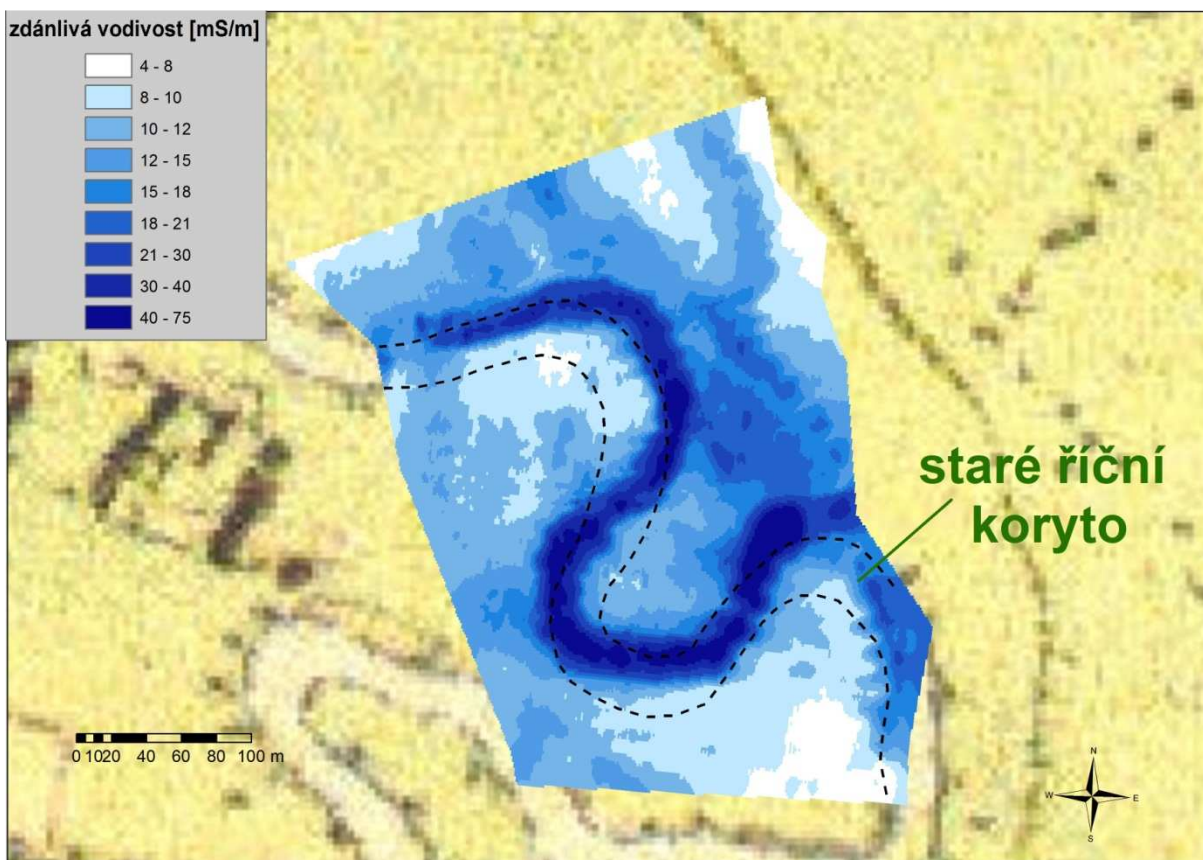 zdánlivá vodivost [mS/m]
4 - 8
8 - 10
10 - 12
12 - 15
15 - 18
18 - 21
21 - 30
30 - 40
40 - 75
staré říční
koryto
0 1020 40 60 80 100 m
N
W E
S